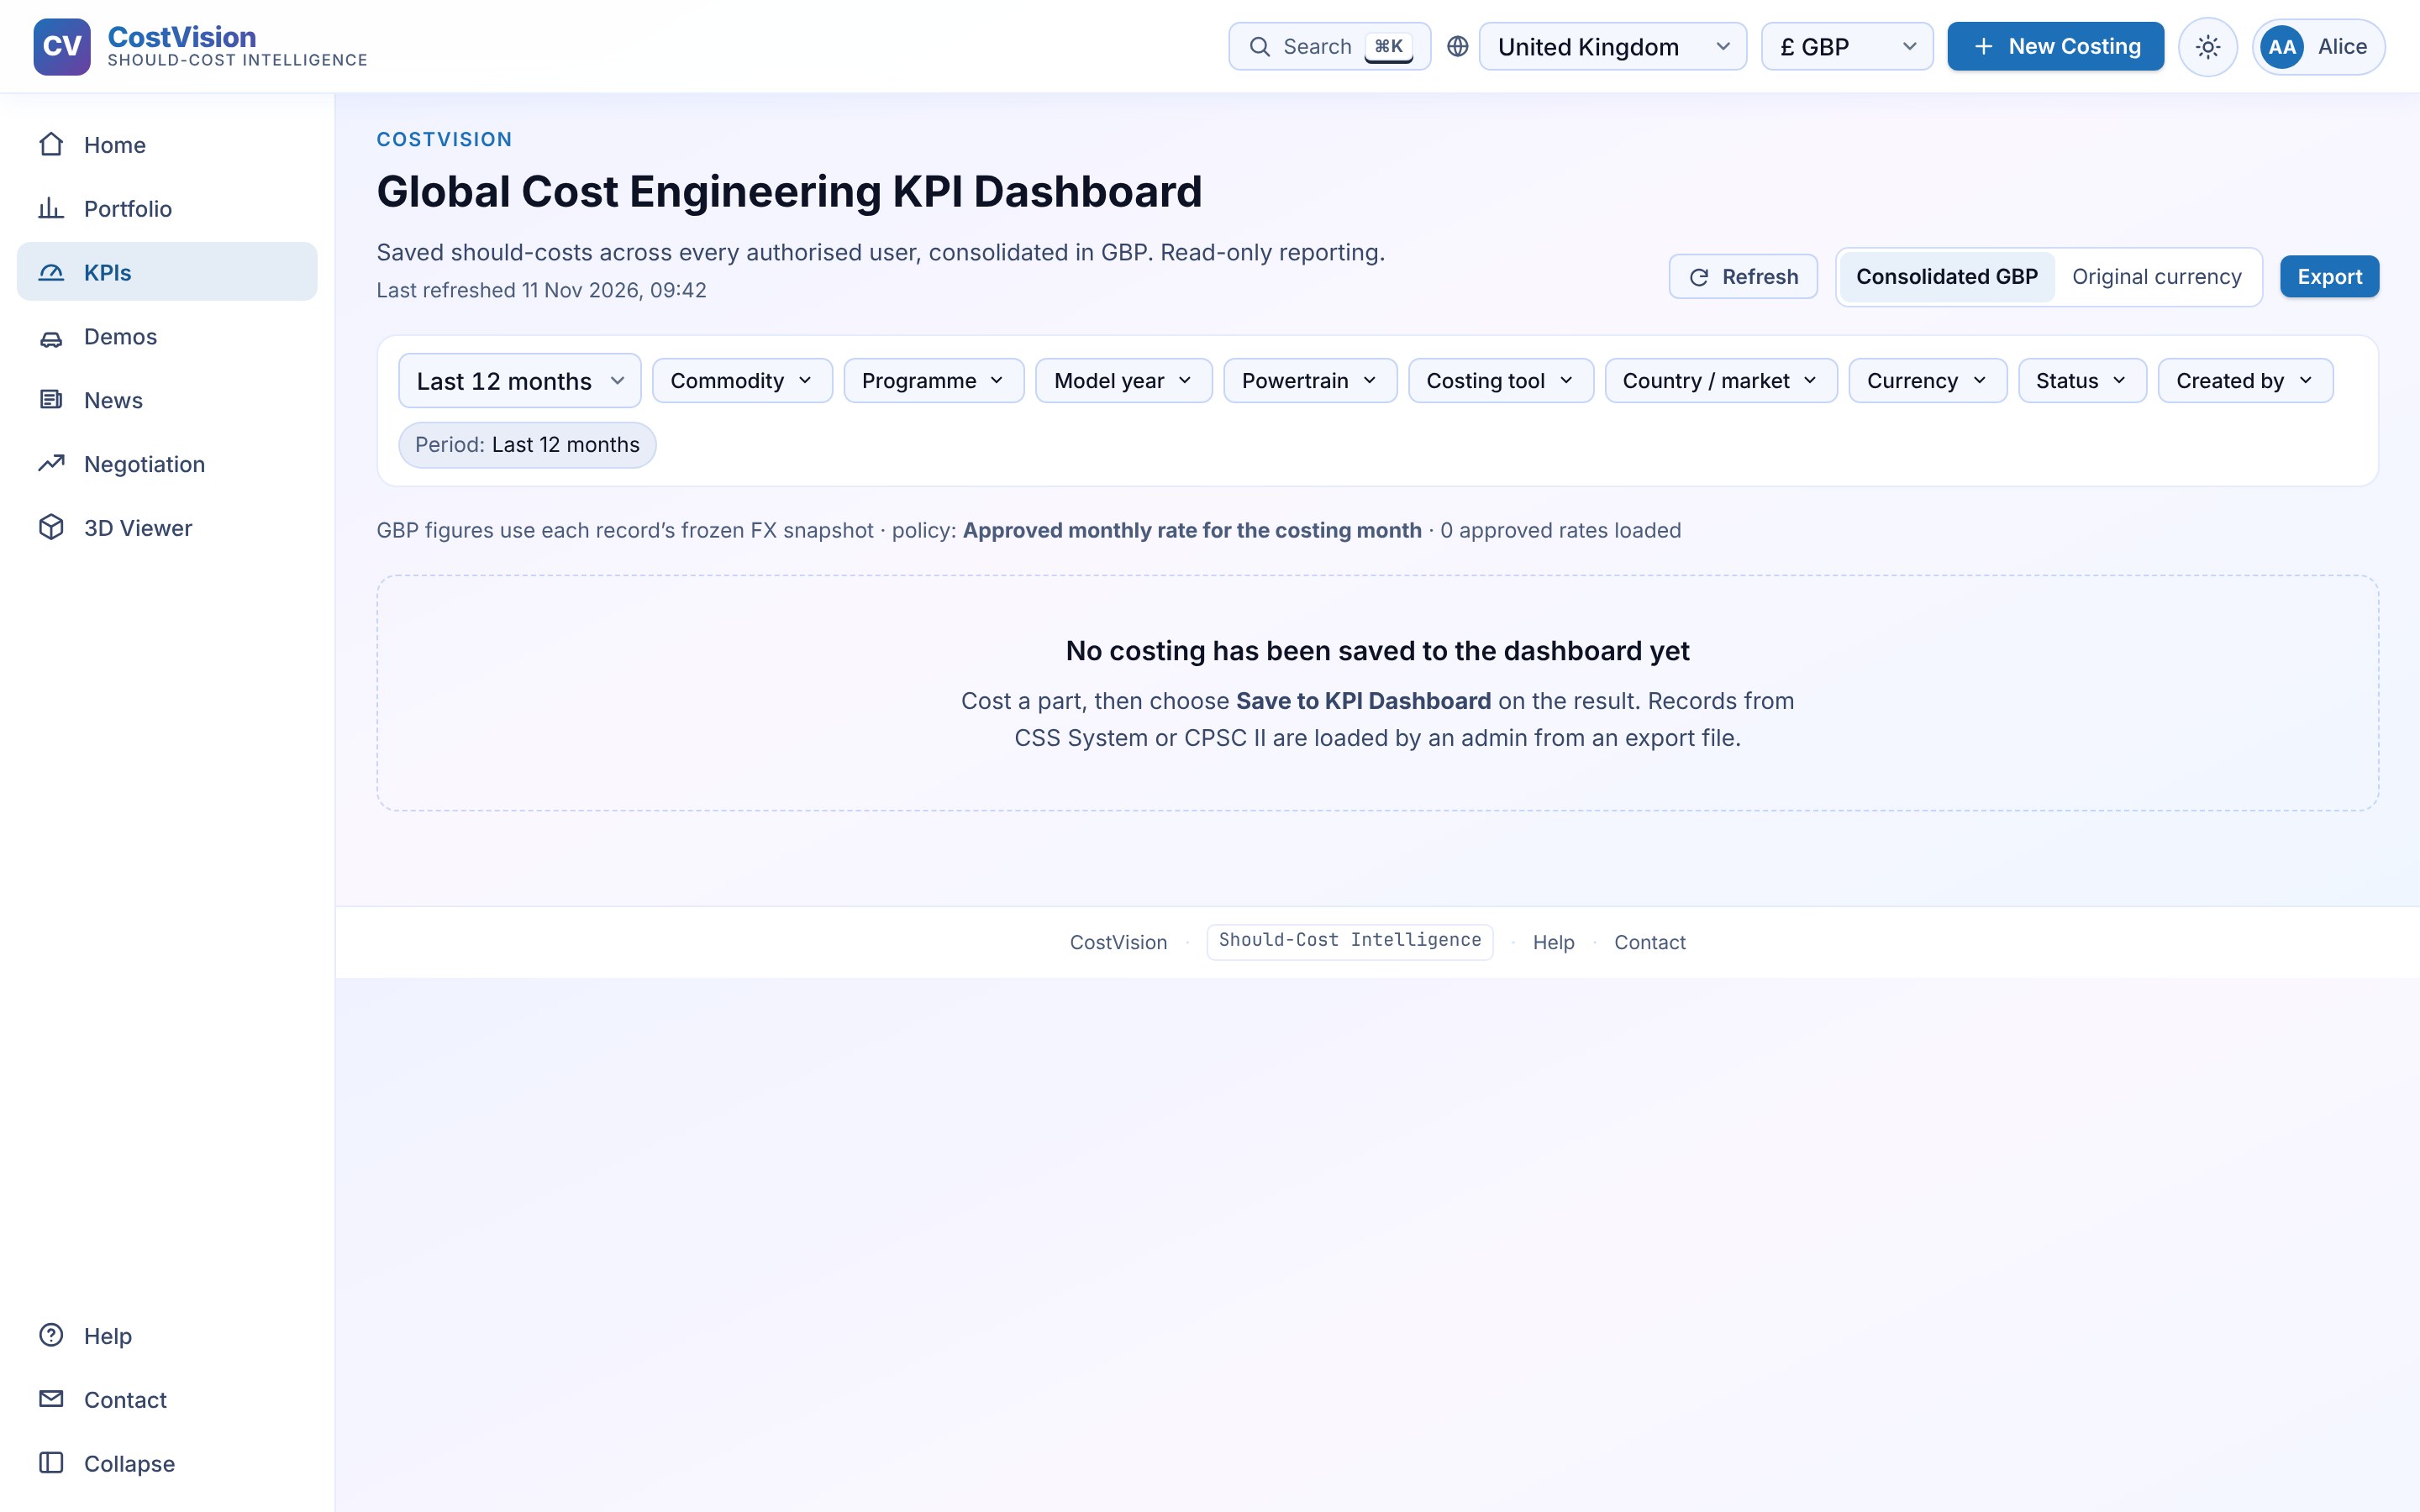 CV
CostVision
SHOULD-COST INTELLIGENCE
Search ⌘K
United Kingdom
£ GBP
+ New Costing
AA Alice
Home
Portfolio
KPIs
Demos
News
Negotiation
3D Viewer
Help
Contact
Collapse
COSTVISION
Global Cost Engineering KPI Dashboard
Saved should-costs across every authorised user, consolidated in GBP. Read-only reporting.
Last refreshed 11 Nov 2026, 09:42
Refresh
Consolidated GBP
Original currency
Export
Last 12 months
Commodity
Programme
Model year
Powertrain
Costing tool
Country / market
Currency
Status
Created by
Period: Last 12 months
GBP figures use each record’s frozen FX snapshot · policy: Approved monthly rate for the costing month · 0 approved rates loaded
No costing has been saved to the dashboard yet
Cost a part, then choose Save to KPI Dashboard on the result. Records from
CSS System or CPSC II are loaded by an admin from an export file.
CostVision · Should-Cost Intelligence · Help · Contact